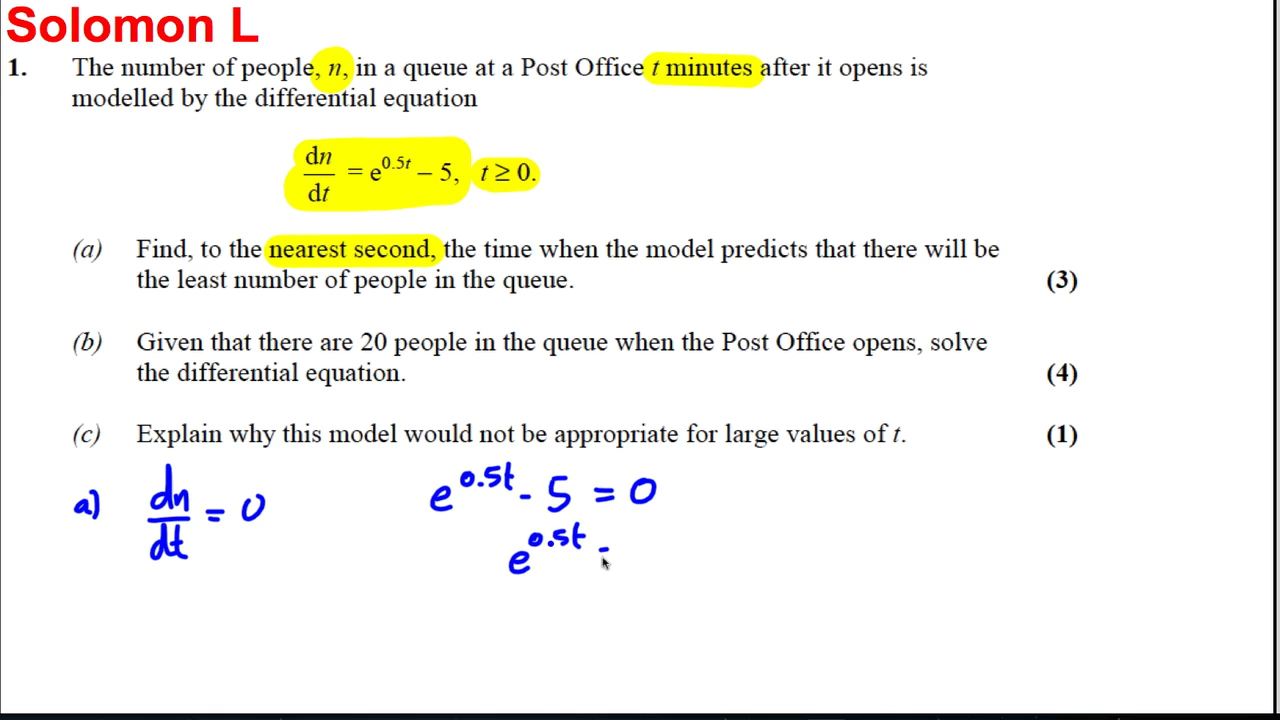 Solomon L
1. The number of people, n, in a queue at a Post Office t minutes after it opens is
modelled by the differential equation
dn/dt = e^0.5t – 5, t ≥ 0.
(a) Find, to the nearest second, the time when the model predicts that there will be
the least number of people in the queue. (3)
(b) Given that there are 20 people in the queue when the Post Office opens, solve
the differential equation. (4)
(c) Explain why this model would not be appropriate for large values of t. (1)
a) dn/dt = 0 e^0.5t - 5 = 0
e^0.5t -